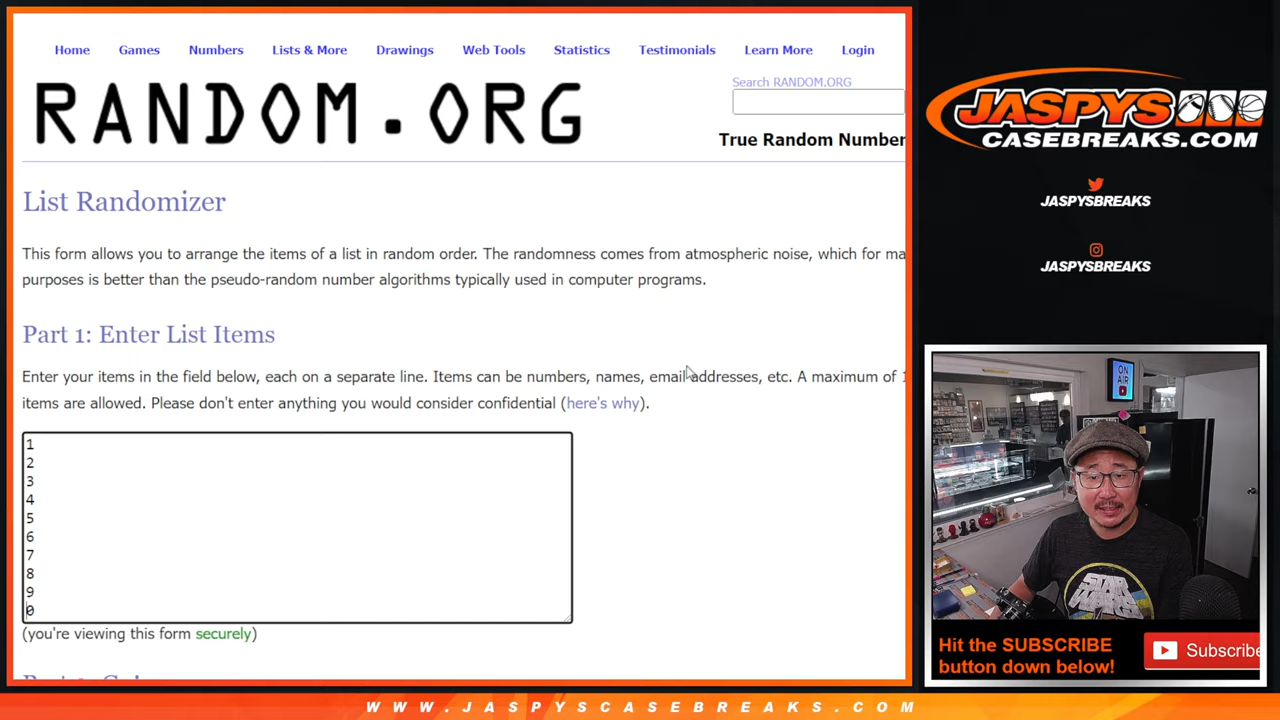 Home Games Numbers Lists & More Drawings Web Tools Statistics Testimonials Learn More Login
RANDOM.ORG
Search RANDOM.ORG
True Random Number
List Randomizer
This form allows you to arrange the items of a list in random order. The randomness comes from atmospheric noise, which for ma
purposes is better than the pseudo-random number algorithms typically used in computer programs.
Part 1: Enter List Items
Enter your items in the field below, each on a separate line. Items can be numbers, names, email addresses, etc. A maximum of 1
items are allowed. Please don't enter anything you would consider confidential (here's why).
1
2
3
4
5
6
7
8
9
0
(you're viewing this form securely)
JASPYS
CASEBREAKS.COM
JASPYSBREAKS
JASPYSBREAKS
ON
AIR
STAR
WARS
Hit the SUBSCRIBE
button down below!
Subscribe
WWW.JASPYSCASEBREAKS.COM